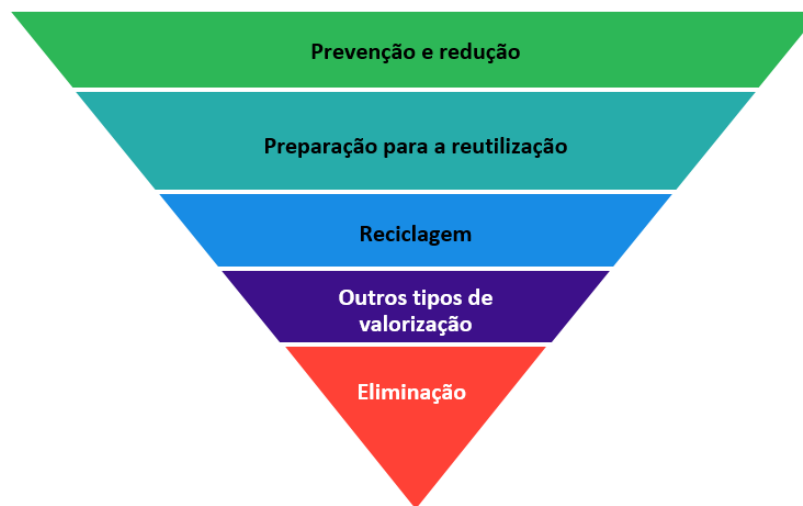 Prevenção e redução
Preparação para a reutilização
Reciclagem
Outros tipos de
valorização
Eliminação